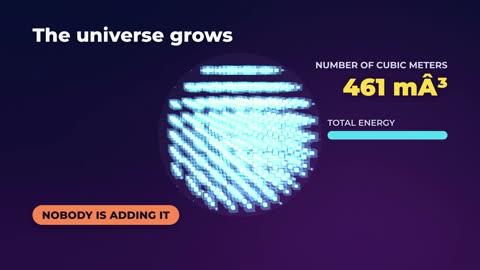 The universe grows
NUMBER OF CUBIC METERS
461 mÂ³
TOTAL ENERGY
NOBODY IS ADDING IT